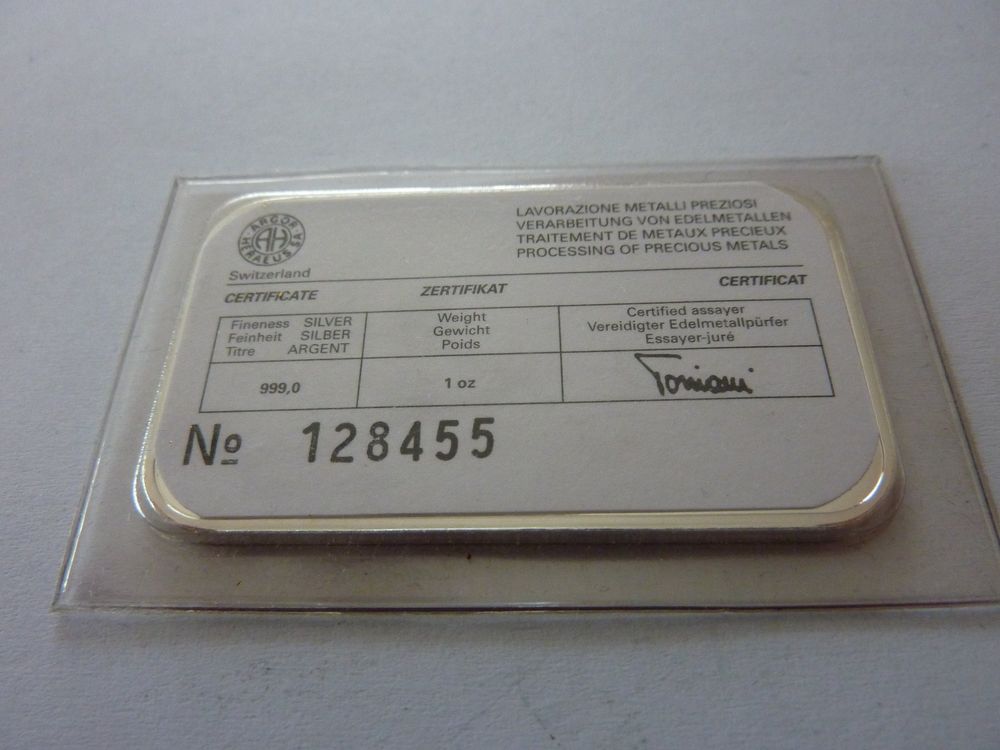 ARGOR HERAEUS SA
AH
Switzerland
LAVORAZIONE METALLI PREZIOSI
VERARBEITUNG VON EDELMETALLEN
TRAITEMENT DE METAUX PRECIEUX
PROCESSING OF PRECIOUS METALS
CERTIFICATE ZERTIFIKAT CERTIFICAT
Fineness SILVER
Feinheit SILBER
Titre ARGENT
Weight
Gewicht
Poids
Certified assayer
Vereidigter Edelmetallpürfer
Essayer-juré
999,0
1 oz
Nº 128455